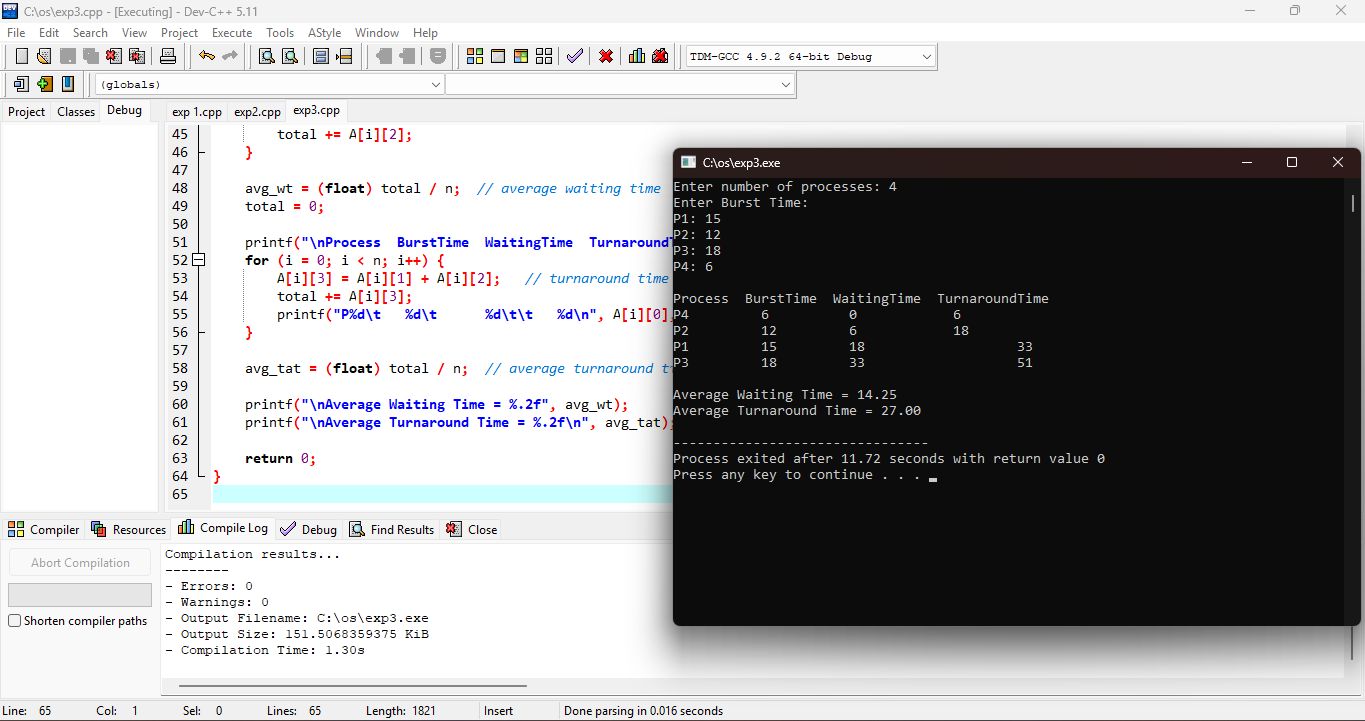 C:\os\exp3.cpp - [Executing] - Dev-C++ 5.11
File Edit Search View Project Execute Tools AStyle Window Help
TDM-GCC 4.9.2 64-bit Debug
(globals)
Project Classes Debug
exp 1.cpp exp2.cpp exp3.cpp
45 total += A[i][2];
46 }
47
48 avg_wt = (float) total / n; // average waiting time
49 total = 0;
50
51 printf("\nProcess BurstTime WaitingTime Turnaround
52 for (i = 0; i < n; i++) {
53 A[i][3] = A[i][1] + A[i][2]; // turnaround time
54 total += A[i][3];
55 printf("P%d\t %d\t %d\t\t %d\n", A[i][0]
56 }
57
58 avg_tat = (float) total / n; // average turnaround
59
60 printf("\nAverage Waiting Time = %.2f", avg_wt);
61 printf("\nAverage Turnaround Time = %.2f\n", avg_tat)
62
63 return 0;
64 }
65
C:\os\exp3.exe
Enter number of processes: 4
Enter Burst Time:
P1: 15
P2: 12
P3: 18
P4: 6
Process BurstTime WaitingTime TurnaroundTime
P4 6 0 6
P2 12 6 18
P1 15 18 33
P3 18 33 51
Average Waiting Time = 14.25
Average Turnaround Time = 27.00
--------------------------------
Process exited after 11.72 seconds with return value 0
Press any key to continue . . .
Compiler Resources Compile Log Debug Find Results Close
Abort Compilation
Shorten compiler paths
Compilation results...
--------
- Errors: 0
- Warnings: 0
- Output Filename: C:\os\exp3.exe
- Output Size: 151.5068359375 KiB
- Compilation Time: 1.30s
Line: 65 Col: 1 Sel: 0 Lines: 65 Length: 1821 Insert Done parsing in 0.016 seconds